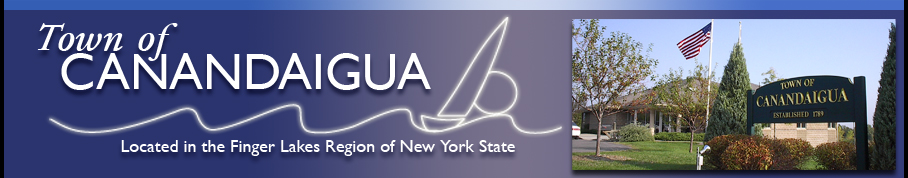 Town of
CANANDAIGUA
Located in the Finger Lakes Region of New York State
TOWN OF
CANANDAIGUA
ESTABLISHED 1789